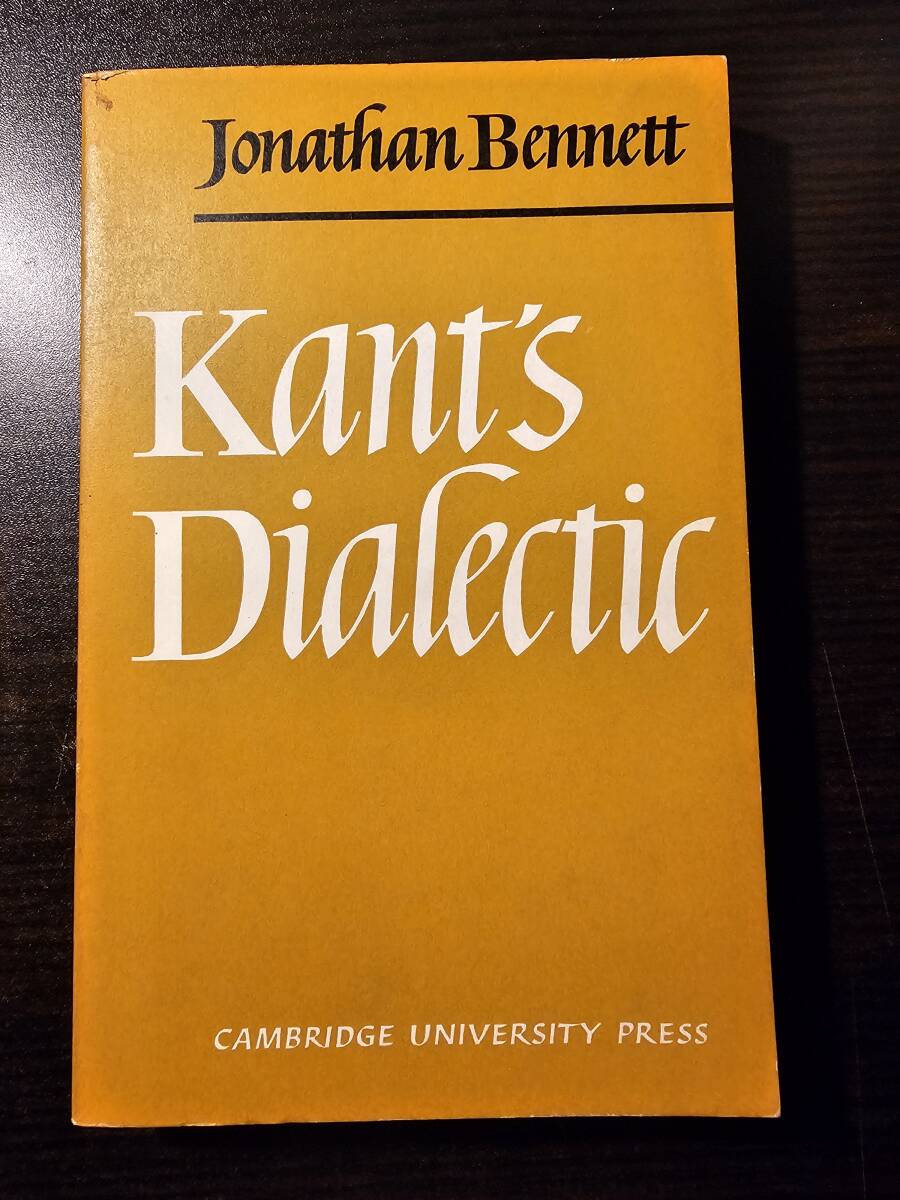 Jonathan Bennett
Kant's
Dialectic
CAMBRIDGE UNIVERSITY PRESS